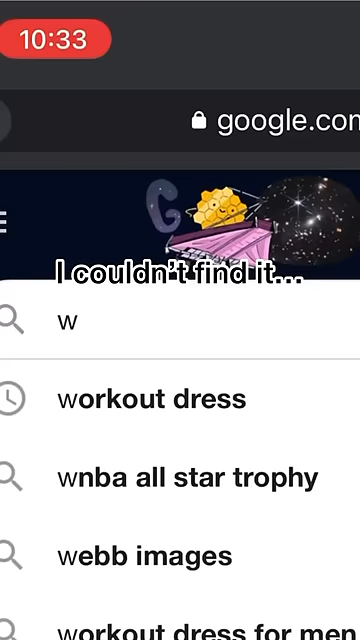 10:33
google.com
G
I couldn't find it...
w
workout dress
wnba all star trophy
webb images
workout dress for men